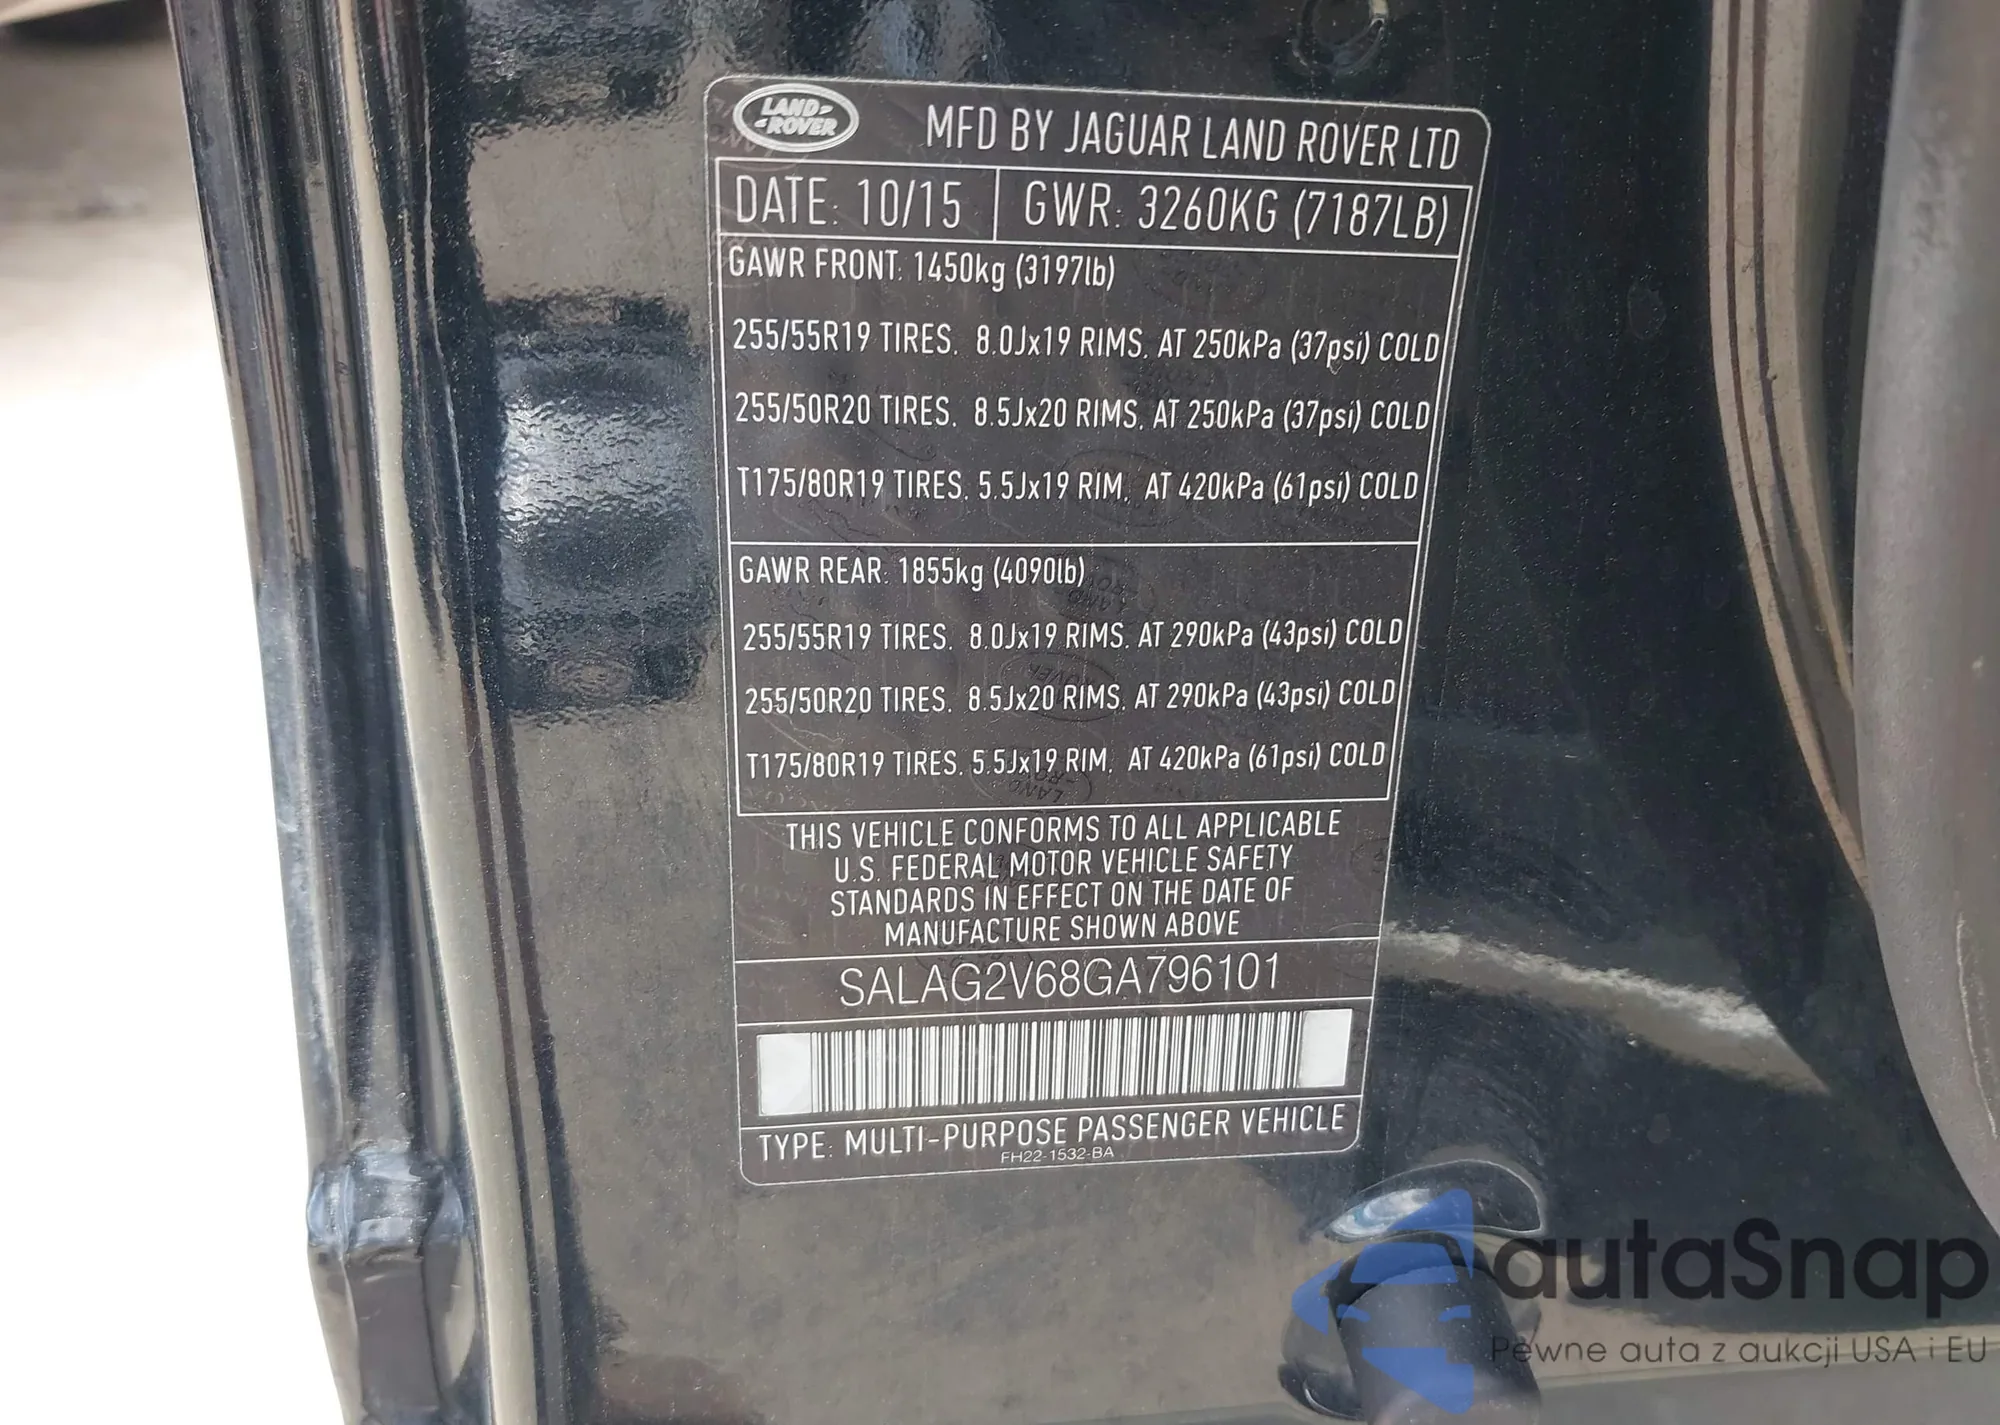 LAND-
-ROVER
MFD BY JAGUAR LAND ROVER LTD
DATE: 10/15 GWR: 3260KG (7187LB)
GAWR FRONT: 1450kg (3197lb)
255/55R19 TIRES. 8.0Jx19 RIMS. AT 250kPa (37psi) COLD
255/50R20 TIRES. 8.5Jx20 RIMS. AT 250kPa (37psi) COLD
T175/80R19 TIRES. 5.5Jx19 RIM. AT 420kPa (61psi) COLD
GAWR REAR: 1855kg (4090lb)
255/55R19 TIRES. 8.0Jx19 RIMS. AT 290kPa (43psi) COLD
255/50R20 TIRES. 8.5Jx20 RIMS. AT 290kPa (43psi) COLD
T175/80R19 TIRES. 5.5Jx19 RIM. AT 420kPa (61psi) COLD
THIS VEHICLE CONFORMS TO ALL APPLICABLE
U.S. FEDERAL MOTOR VEHICLE SAFETY
STANDARDS IN EFFECT ON THE DATE OF
MANUFACTURE SHOWN ABOVE
SALAG2V68GA796101
TYPE: MULTI-PURPOSE PASSENGER VEHICLE
FH22-1532-BA
autaSnap
Pewne auta z aukcji USA i EU